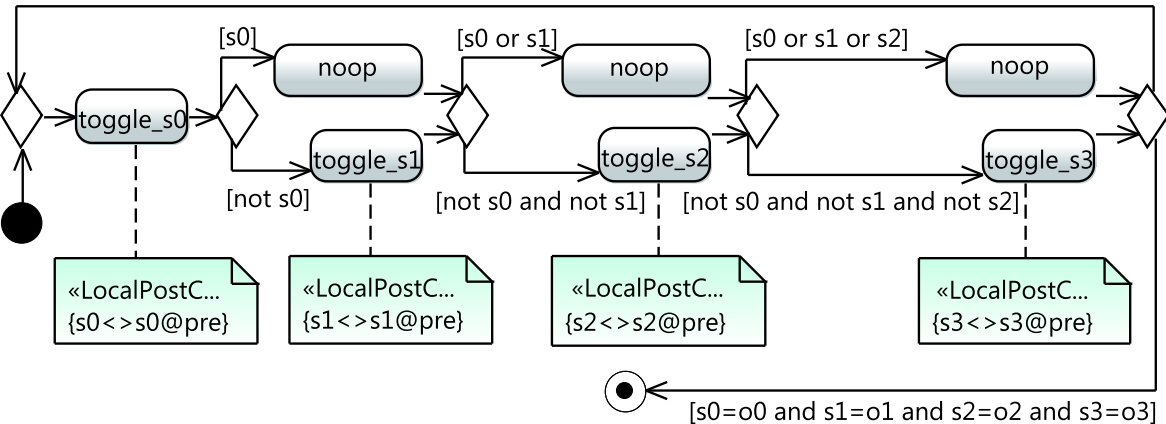 [s0]
[s0 or s1]
[s0 or s1 or s2]
noop
noop
noop
toggle_s0
toggle_s1
toggle_s2
toggle_s3
[not s0]
[not s0 and not s1]
[not s0 and not s1 and not s2]
«LocalPostC...
{s0<>s0@pre}
«LocalPostC...
{s1<>s1@pre}
«LocalPostC...
{s2<>s2@pre}
«LocalPostC...
{s3<>s3@pre}
[s0=o0 and s1=o1 and s2=o2 and s3=o3]